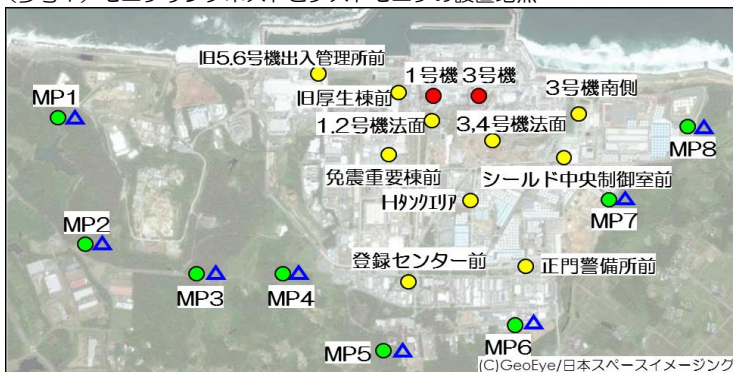 (参考1) モニタリングポストとダストモニタの設置地点
旧5,6号機出入管理所前
1号機
3号機
3号機南側
MP1
旧厚生棟前
1,2号機法面
3,4号機法面
MP8
免震重要棟前
シールド中央制御室前
Hタンクエリア
MP7
MP2
登録センター前
正門警備所前
MP3
MP4
MP6
MP5
(C)GeoEye/日本スペースイメージング